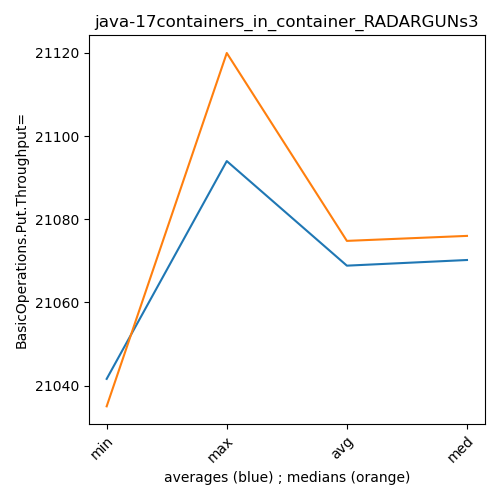 java-17containers_in_container_RADARGUNs3
BasicOperations.Put.Throughput=
21120
21100
21080
21060
21040
min
max
avg
med
averages (blue) ; medians (orange)